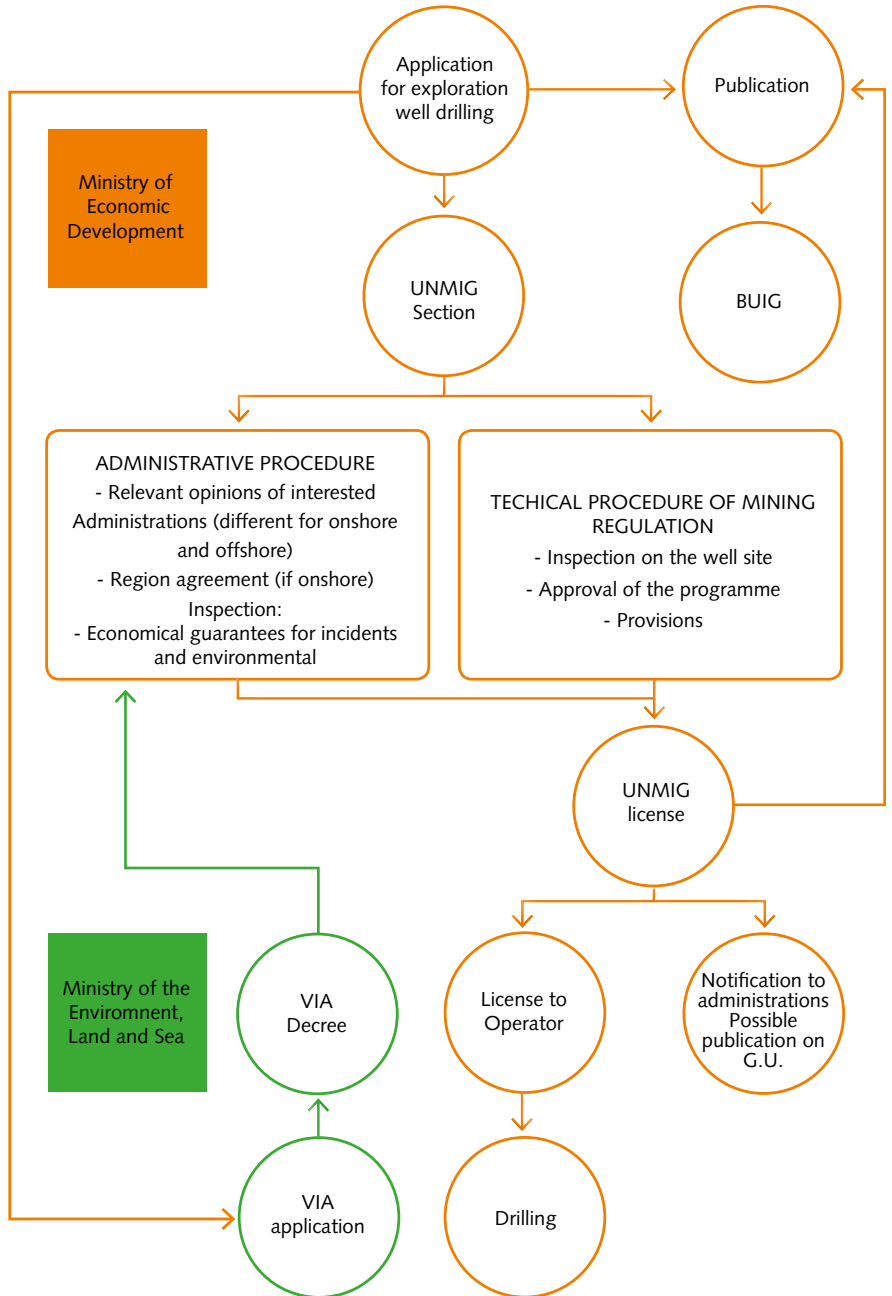 Application
for exploration
well drilling
Publication
Ministry of
Economic
Development
UNMIG
Section
BUIG
ADMINISTRATIVE PROCEDURE
- Relevant opinions of interested
Administrations (different for onshore
and offshore)
- Region agreement (if onshore)
Inspection:
- Economical guarantees for incidents
and environmental
TECHICAL PROCEDURE OF MINING
REGULATION
- Inspection on the well site
- Approval of the programme
- Provisions
UNMIG
license
Ministry of the
Enviromnent,
Land and Sea
VIA
Decree
License to
Operator
Notification to
administrations
Possible
publication on
G.U.
VIA
application
Drilling